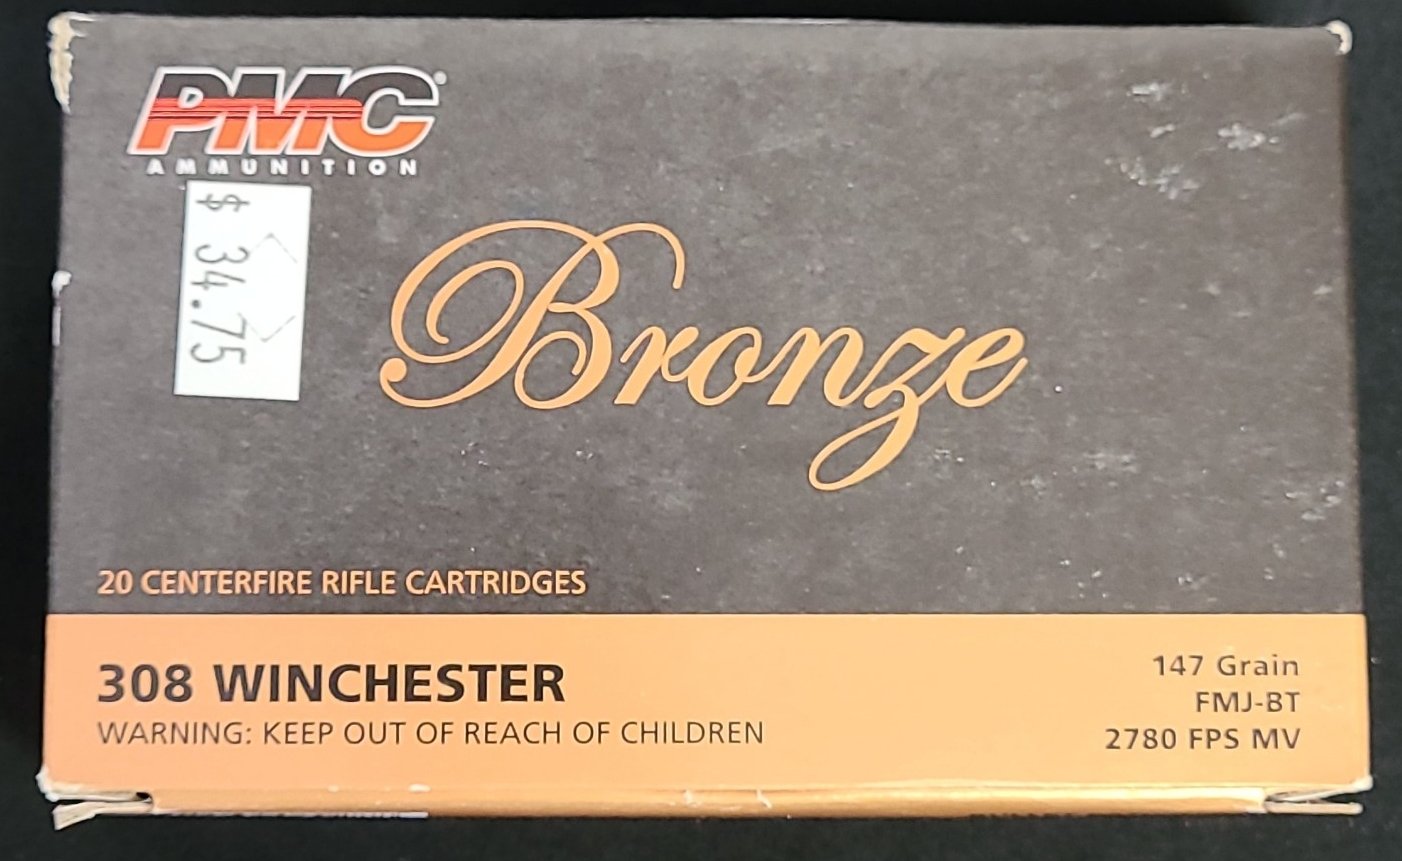 PMC
AMMUNITION
$ 34.75
Bronze
20 CENTERFIRE RIFLE CARTRIDGES
308 WINCHESTER
WARNING: KEEP OUT OF REACH OF CHILDREN
147 Grain
FMJ-BT
2780 FPS MV